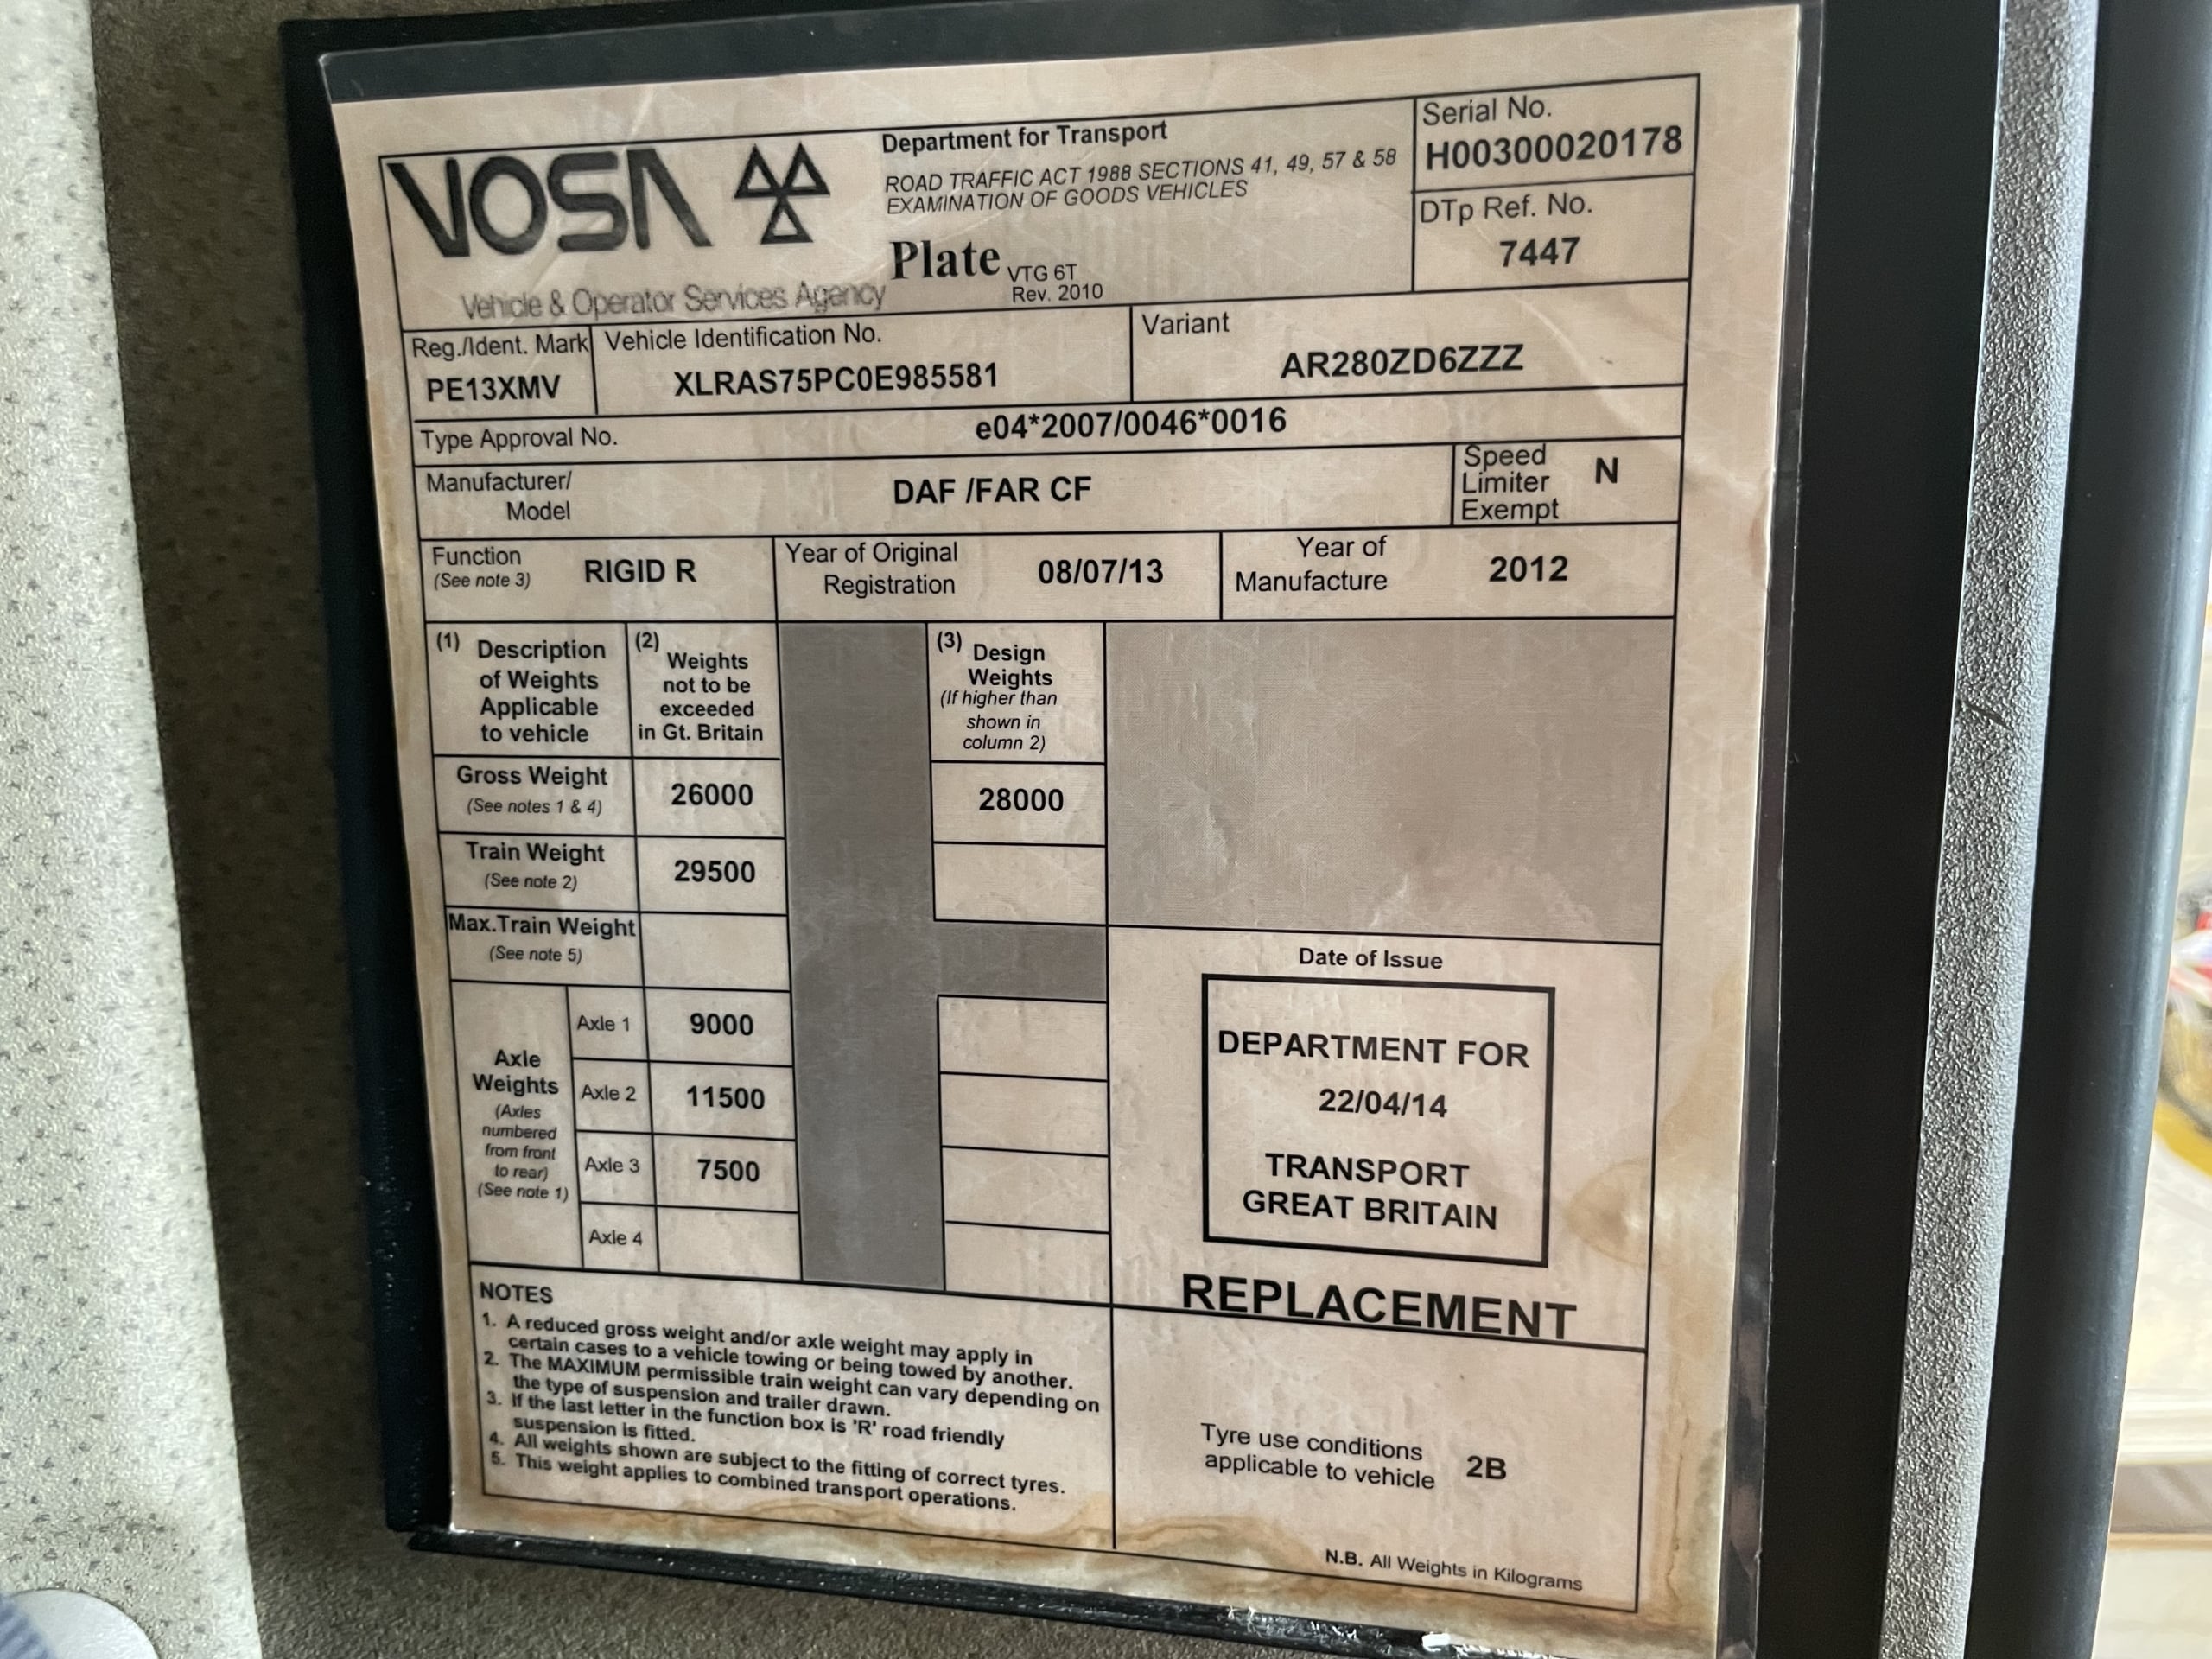 VOSA
Vehicle & Operator Services Agency
Department for Transport
ROAD TRAFFIC ACT 1988 SECTIONS 41, 49, 57 & 58
EXAMINATION OF GOODS VEHICLES
Plate VTG 6T
Rev. 2010
Serial No.
H00300020178
DTp Ref. No.
7447
Reg./Ident. Mark
PE13XMV
Vehicle Identification No.
XLRAS75PC0E985581
Variant
AR280ZD6ZZZ
Type Approval No.
e04*2007/0046*0016
Manufacturer/
Model
DAF /FAR CF
Speed
Limiter
Exempt
N
Function
(See note 3)
RIGID R
Year of Original
Registration
08/07/13
Year of
Manufacture
2012
(1) Description
of Weights
Applicable
to vehicle
(2) Weights
not to be
exceeded
in Gt. Britain
(3) Design
Weights
(If higher than
shown in
column 2)
Gross Weight
(See notes 1 & 4)
26000
28000
Train Weight
(See note 2)
29500
Max.Train Weight
(See note 5)
Axle
Weights
(Axles
numbered
from front
to rear)
(See note 1)
Axle 1
9000
Axle 2
11500
Axle 3
7500
Axle 4
Date of Issue
DEPARTMENT FOR
22/04/14
TRANSPORT
GREAT BRITAIN
REPLACEMENT
NOTES
1. A reduced gross weight and/or axle weight may apply in
certain cases to a vehicle towing or being towed by another.
2. The MAXIMUM permissible train weight can vary depending on
the type of suspension and trailer drawn.
3. If the last letter in the function box is 'R' road friendly
suspension is fitted.
4. All weights shown are subject to the fitting of correct tyres.
5. This weight applies to combined transport operations.
Tyre use conditions
applicable to vehicle
2B
N.B. All Weights in Kilograms